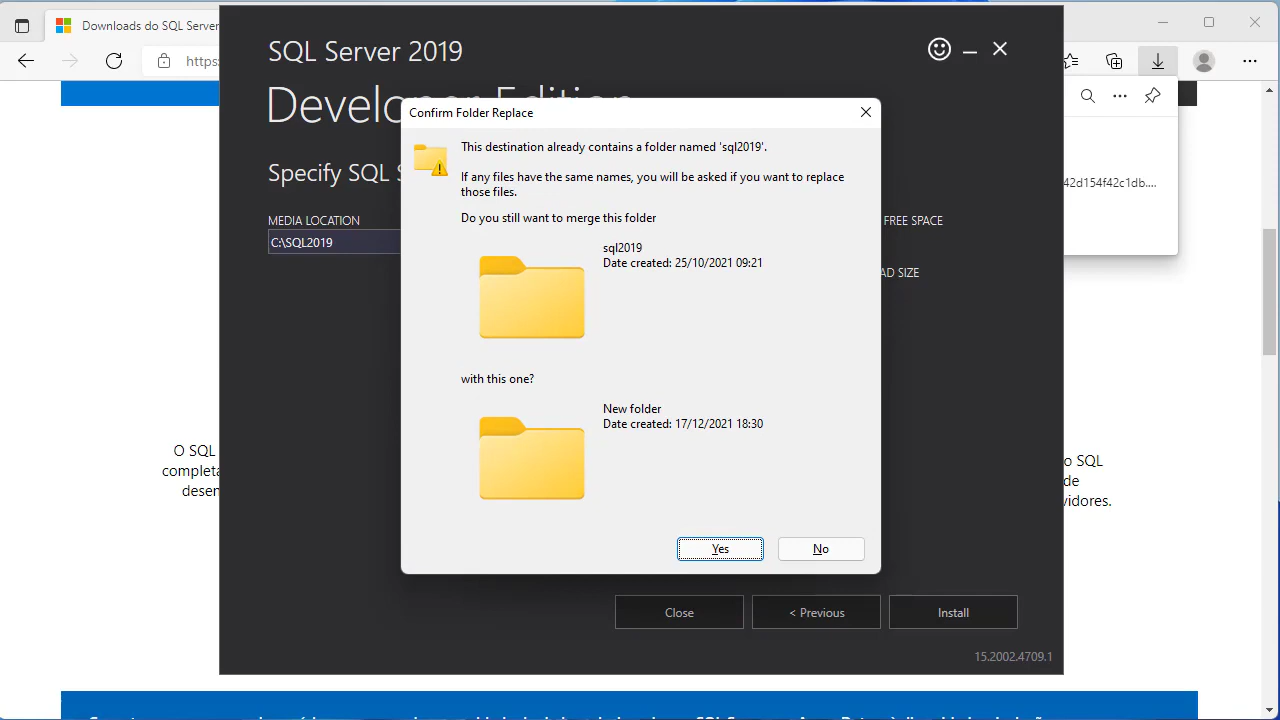 Downloads do SQL Server
https:
SQL Server 2019
Developer Edition
Specify SQL S
MEDIA LOCATION
C:\SQL2019
FREE SPACE
AD SIZE
42d154f42c1db....
Confirm Folder Replace
This destination already contains a folder named 'sql2019'.
If any files have the same names, you will be asked if you want to replace
those files.
Do you still want to merge this folder
sql2019
Date created: 25/10/2021 09:21
with this one?
New folder
Date created: 17/12/2021 18:30
Yes
No
O SQL
completa
desen
o SQL
de
vidores.
Close
< Previous
Install
15.2002.4709.1